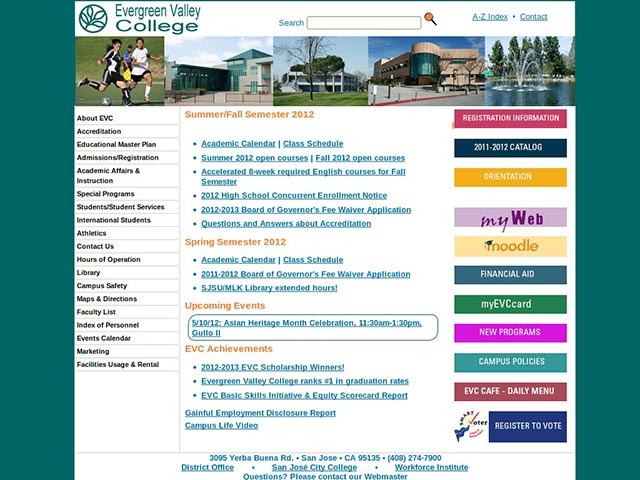 Evergreen Valley
College
Search
A-Z Index • Contact
About EVC
Accreditation
Educational Master Plan
Admissions/Registration
Academic Affairs &
Instruction
Special Programs
Students/Student Services
International Students
Athletics
Contact Us
Hours of Operation
Library
Campus Safety
Maps & Directions
Faculty List
Index of Personnel
Events Calendar
Marketing
Facilities Usage & Rental
Summer/Fall Semester 2012
• Academic Calendar | Class Schedule
• Summer 2012 open courses | Fall 2012 open courses
• Accelerated 8-week required English courses for Fall
Semester
• 2012 High School Concurrent Enrollment Notice
• 2012-2013 Board of Governor's Fee Waiver Application
• Questions and Answers about Accreditation
Spring Semester 2012
• Academic Calendar | Class Schedule
• 2011-2012 Board of Governor's Fee Waiver Application
• SJSU/MLK Library extended hours!
Upcoming Events
5/10/12: Asian Heritage Month Celebration, 11:30am-1:30pm,
Gullo II
EVC Achievements
• 2012-2013 EVC Scholarship Winners!
• Evergreen Valley College ranks #1 in graduation rates
• EVC Basic Skills Initiative & Equity Scorecard Report
Gainful Employment Disclosure Report
Campus Life Video
REGISTRATION INFORMATION
2011-2012 CATALOG
ORIENTATION
myWeb
moodle
FINANCIAL AID
myEVCcard
NEW PROGRAMS
CAMPUS POLICIES
EVC CAFE - DAILY MENU
SMART
Voter
REGISTER TO VOTE
3095 Yerba Buena Rd. • San Jose • CA 95135 • (408) 274-7900
District Office • San José City College • Workforce Institute
Questions? Please contact our Webmaster